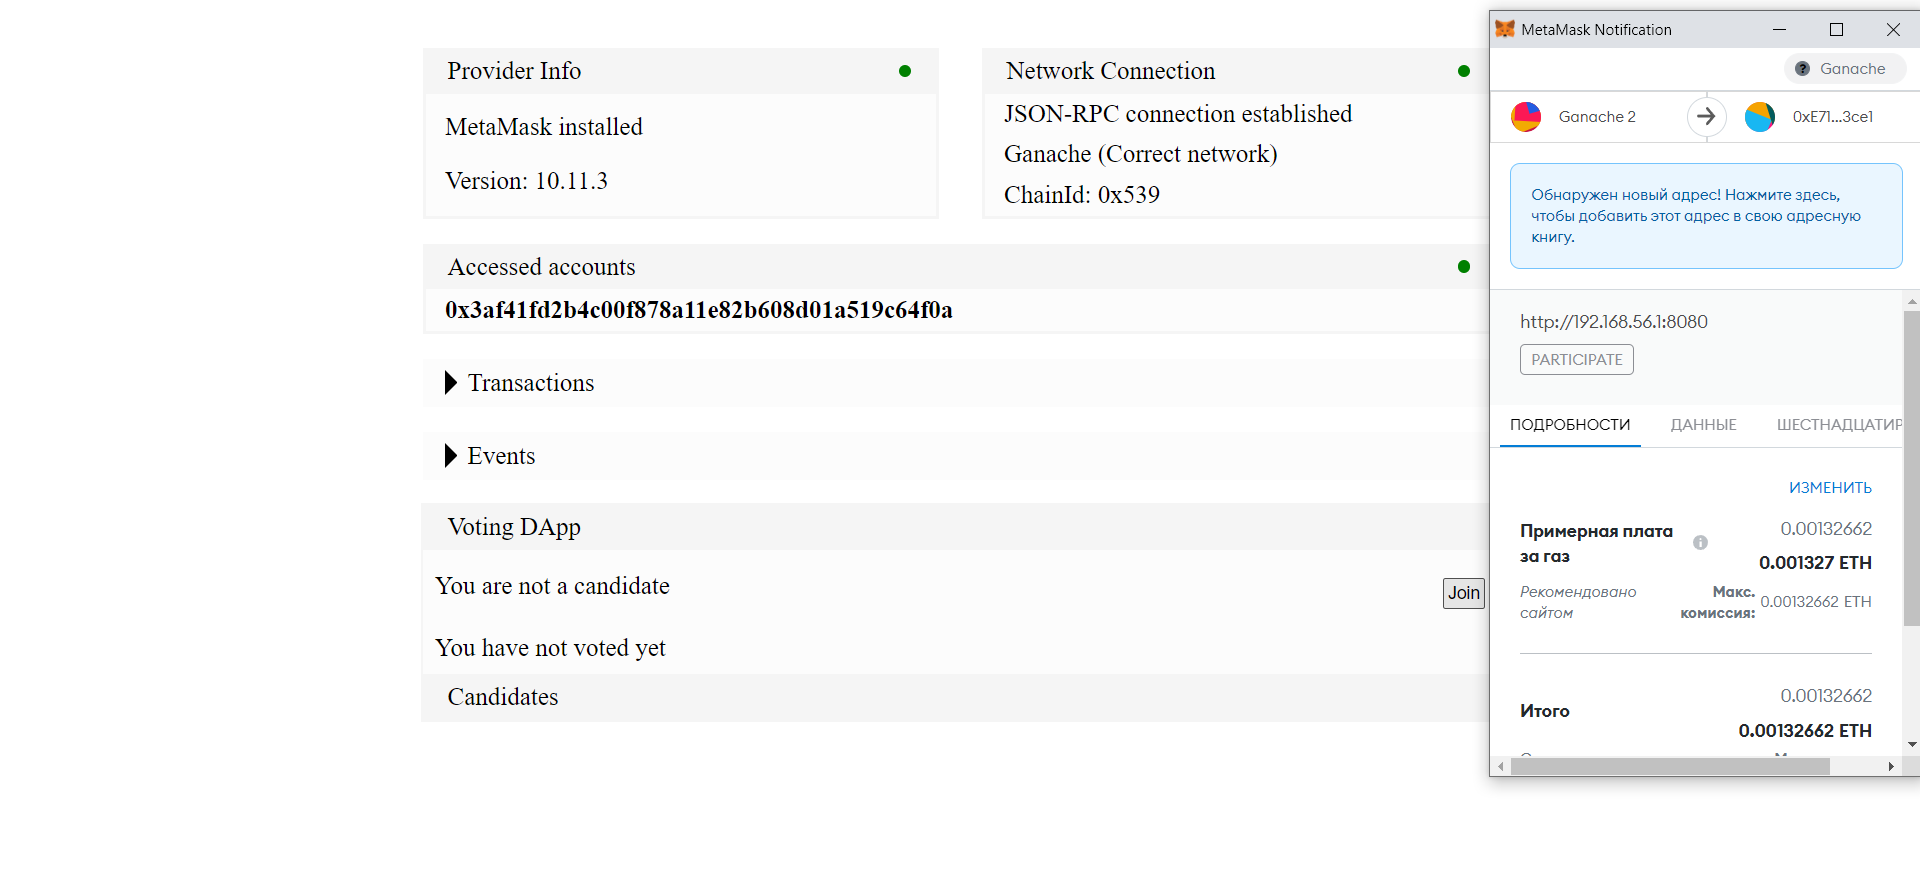 Provider Info
MetaMask installed
Version: 10.11.3
Network Connection
JSON-RPC connection established
Ganache (Correct network)
ChainId: 0x539
Accessed accounts
0x3af41fd2b4c00f878a11e82b608d01a519c64f0a
Transactions
Events
Voting DApp
You are not a candidate
Join
You have not voted yet
Candidates
MetaMask Notification
Ganache
Ganache 2
0xE71...3ce1
Обнаружен новый адрес! Нажмите здесь,
чтобы добавить этот адрес в свою адресную
книгу.
http://192.168.56.1:8080
PARTICIPATE
ПОДРОБНОСТИ ДАННЫЕ ШЕСТНАДЦАТИР
ИЗМЕНИТЬ
Примерная плата
за газ
0.00132662
0.001327 ETH
Рекомендовано
сайтом
Макс.
комиссия:
0.00132662 ETH
Итого
0.00132662
0.00132662 ETH